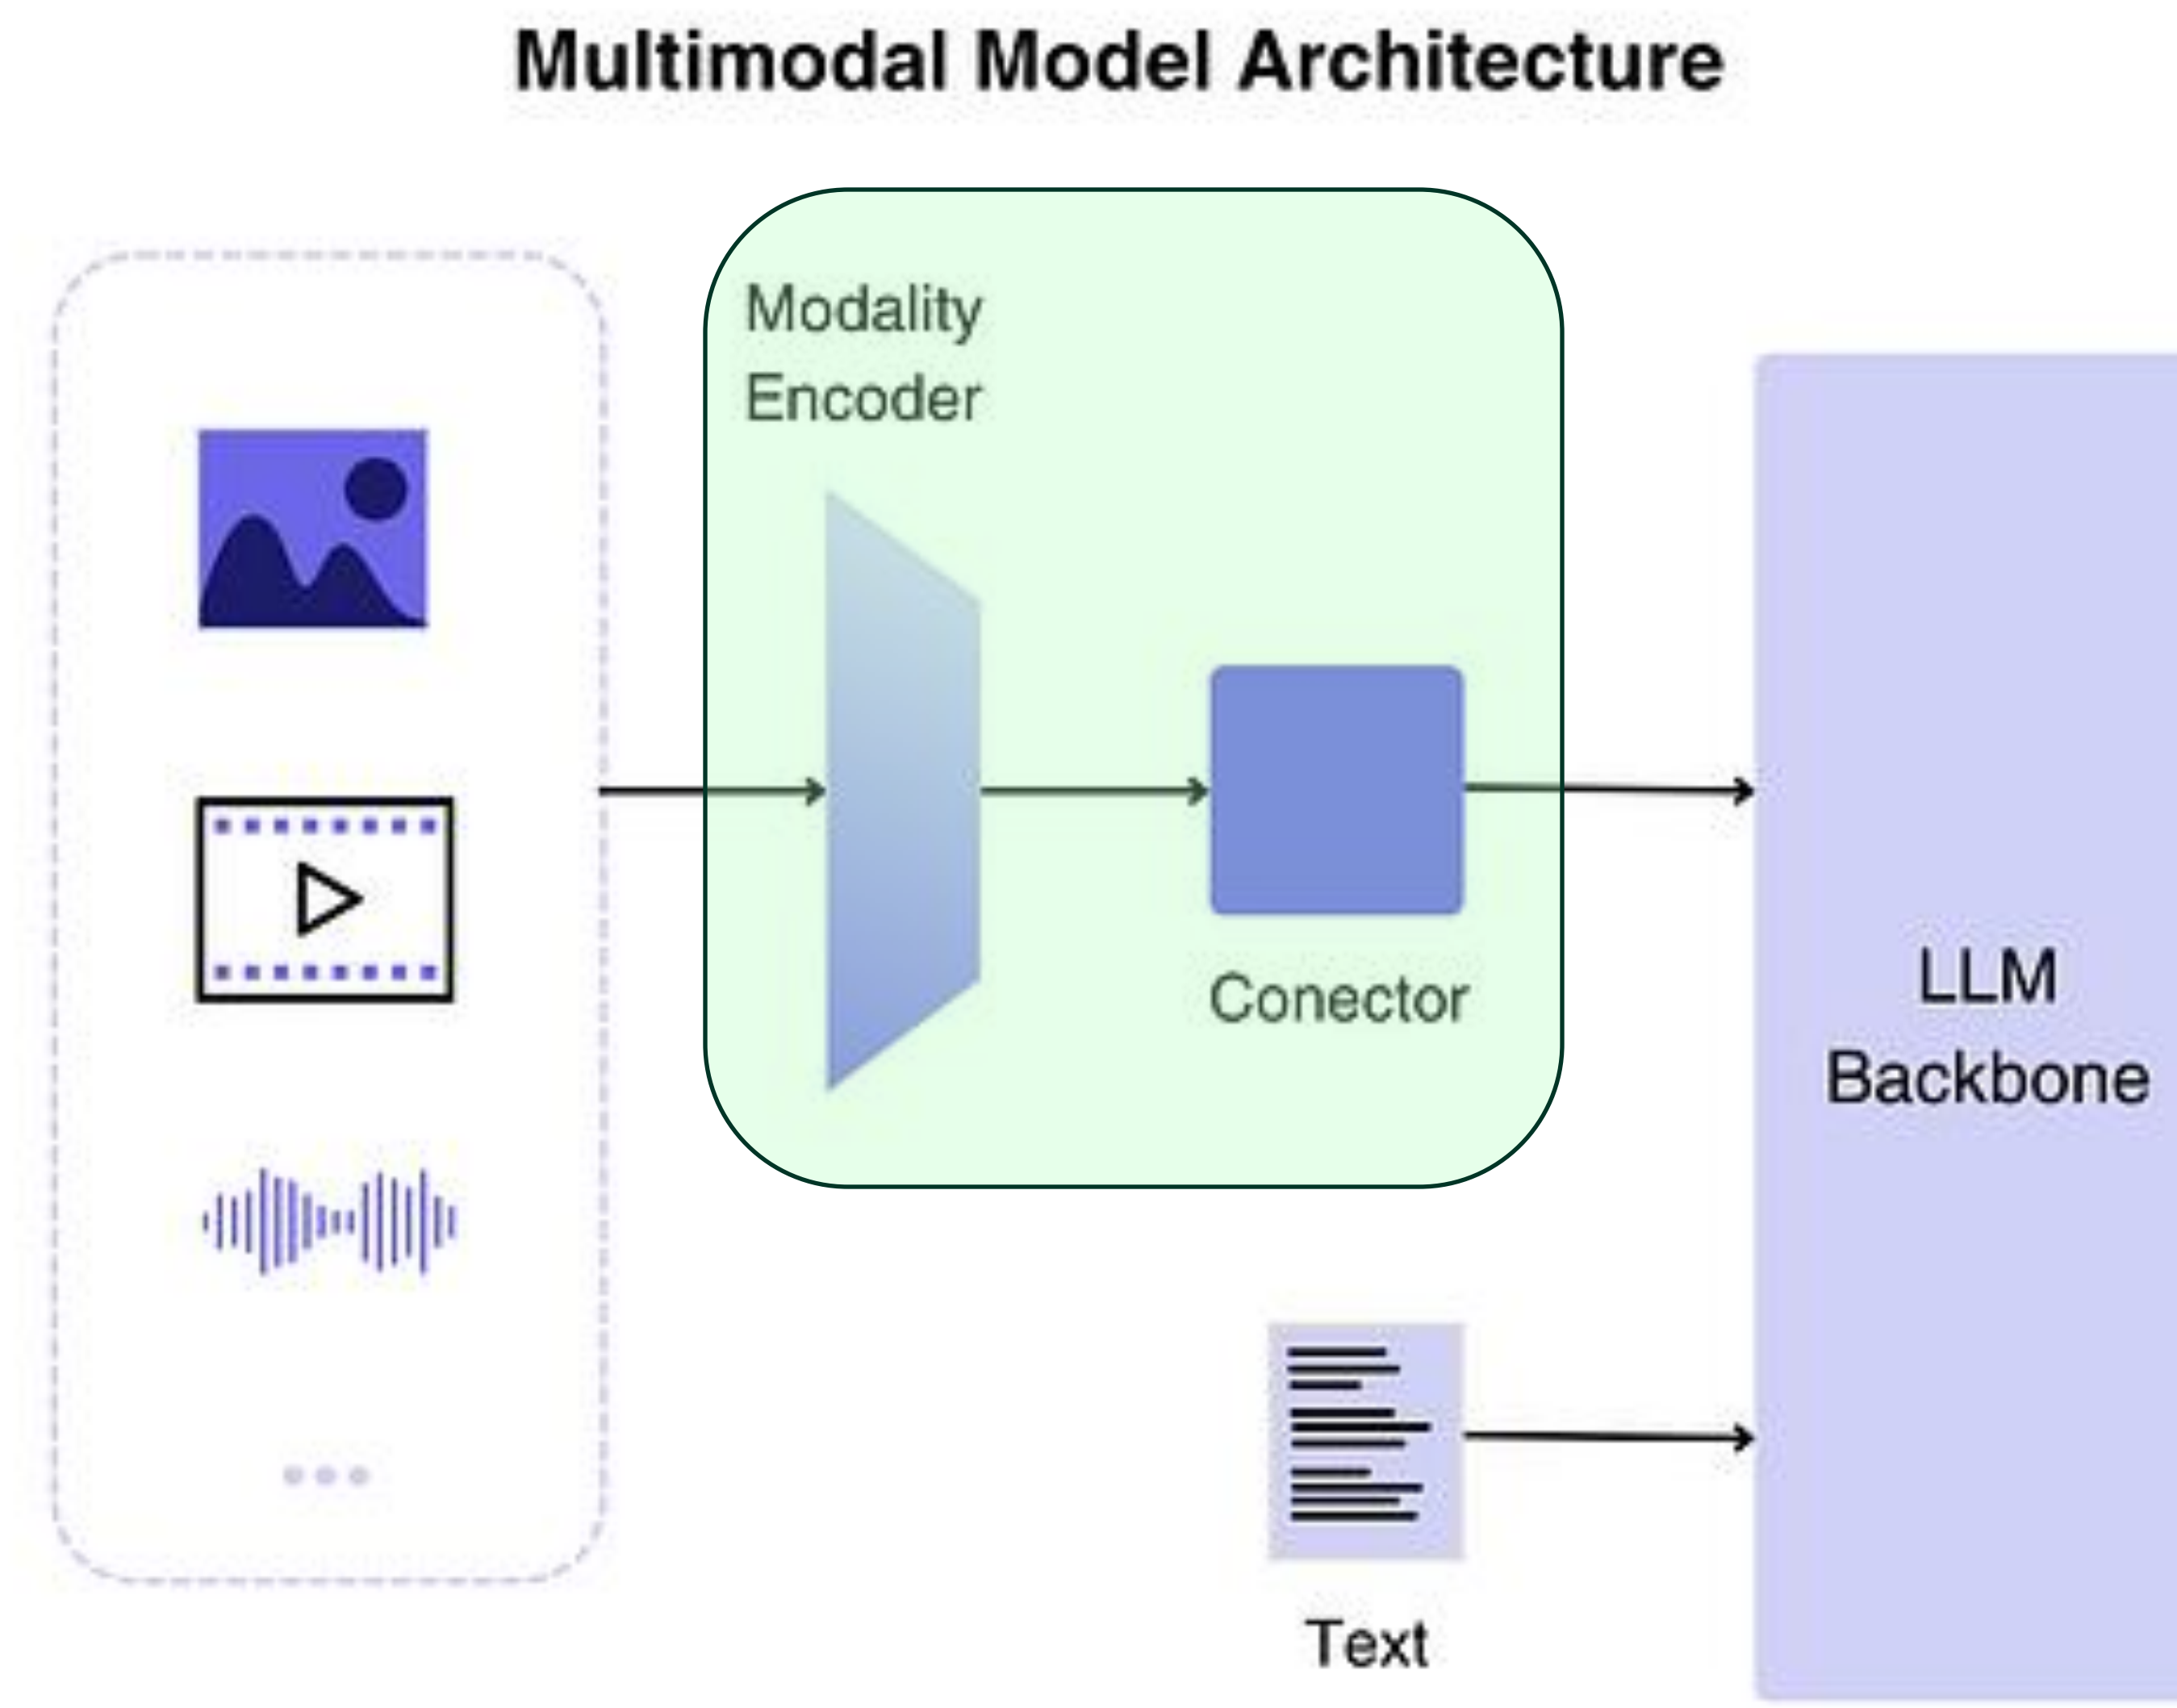 Multimodal Model Architecture
Modality
Encoder
Conector
LLM
Backbone
Text